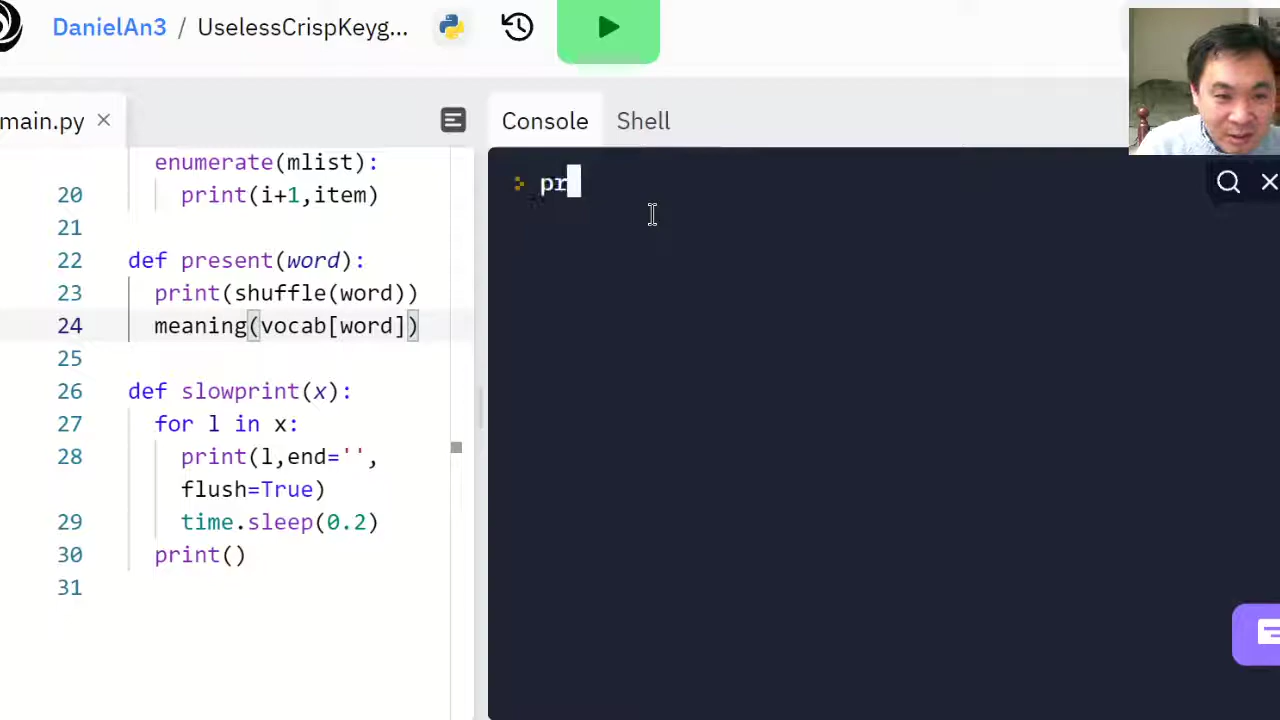 DanielAn3 / UselessCrispKeyg...
main.py
Console Shell
enumerate(mlist):
20 print(i+1,item)
21
22 def present(word):
23 print(shuffle(word))
24 meaning(vocab[word])
25
26 def slowprint(x):
27 for l in x:
28 print(l,end='',
flush=True)
29 time.sleep(0.2)
30 print()
31
pr